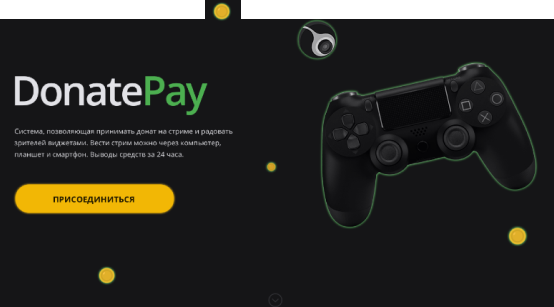 DonatePay
Система, позволяющая принимать донат на стриме и радовать
зрителей виджетами. Вести стрим можно через компьютер,
планшет и смартфон. Выводы средств за 24 часа.
ПРИСОЕДИНИТЬСЯ